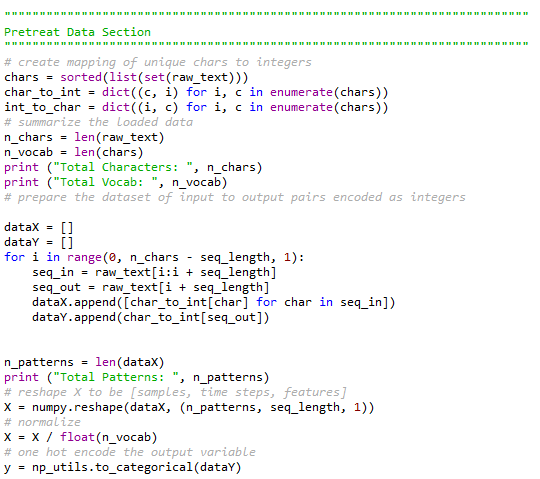 """"""""""""""""""""""""""""""""""""""""""""""""""""""""""""""""""""""""
Pretreat Data Section
""""""""""""""""""""""""""""""""""""""""""""""""""""""""""""""""""""""""
# create mapping of unique chars to integers
chars = sorted(list(set(raw_text)))
char_to_int = dict((c, i) for i, c in enumerate(chars))
int_to_char = dict((i, c) for i, c in enumerate(chars))
# summarize the loaded data
n_chars = len(raw_text)
n_vocab = len(chars)
print ("Total Characters: ", n_chars)
print ("Total Vocab: ", n_vocab)
# prepare the dataset of input to output pairs encoded as integers
dataX = []
dataY = []
for i in range(0, n_chars - seq_length, 1):
    seq_in = raw_text[i:i + seq_length]
    seq_out = raw_text[i + seq_length]
    dataX.append([char_to_int[char] for char in seq_in])
    dataY.append(char_to_int[seq_out])
n_patterns = len(dataX)
print ("Total Patterns: ", n_patterns)
# reshape X to be [samples, time steps, features]
X = numpy.reshape(dataX, (n_patterns, seq_length, 1))
# normalize
X = X / float(n_vocab)
# one hot encode the output variable
y = np_utils.to_categorical(dataY)